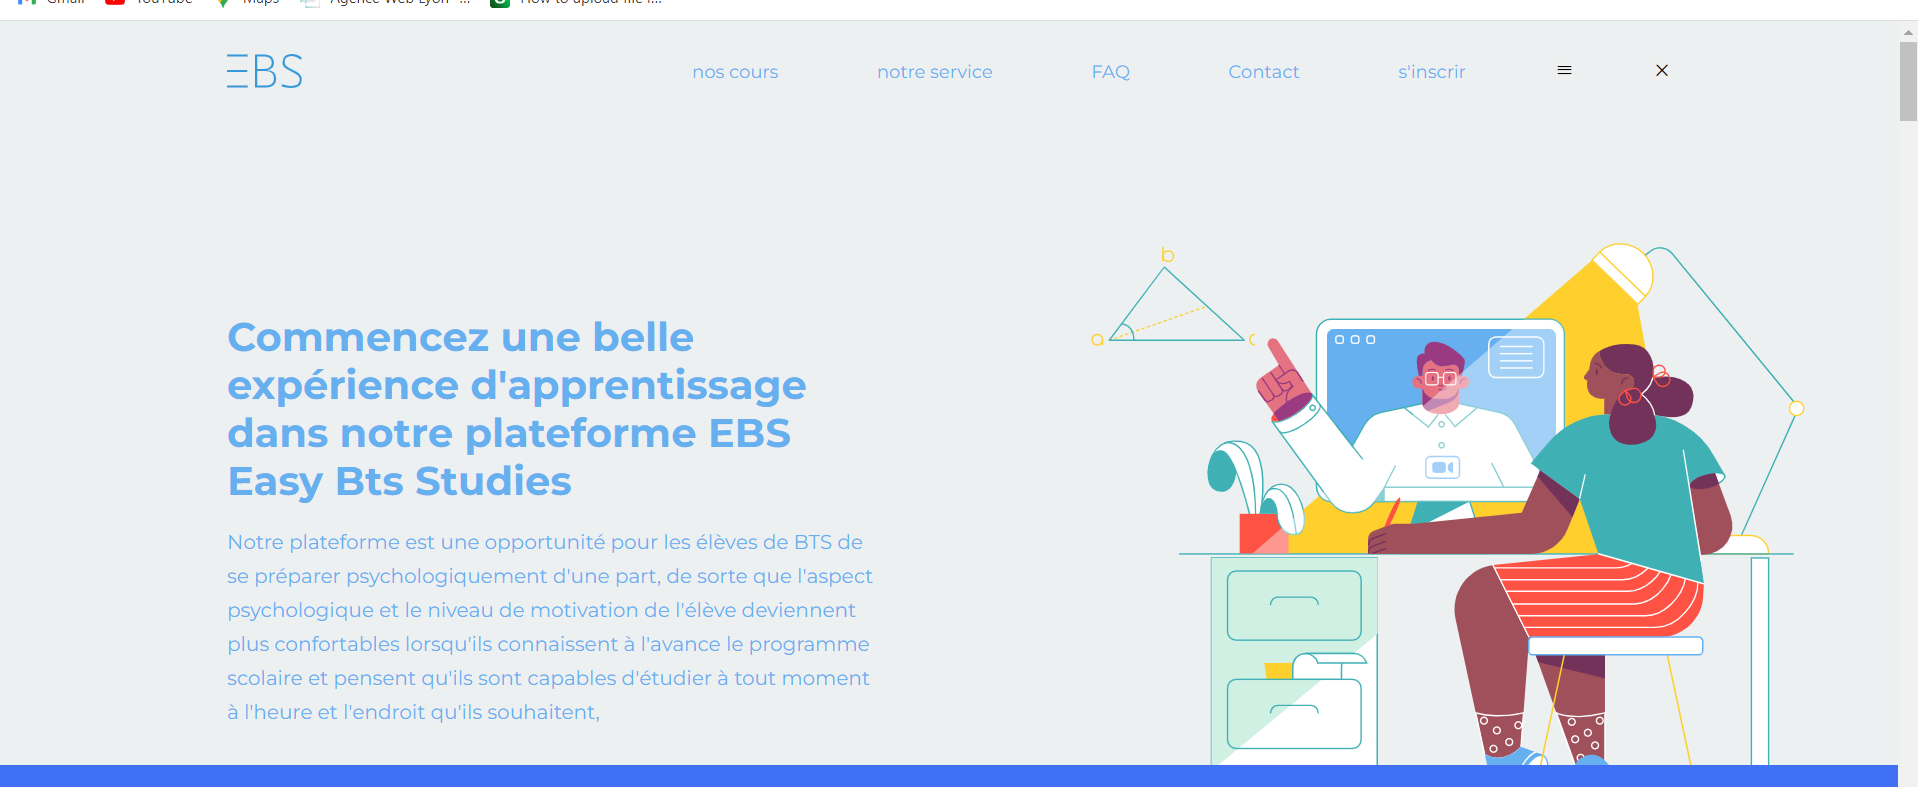 Gmail YouTube Maps Agence Web Lyon - ... How to upload file i...
EBS nos cours notre service FAQ Contact s'inscrir
b
a c
Commencez une belle
expérience d'apprentissage
dans notre plateforme EBS
Easy Bts Studies
Notre plateforme est une opportunité pour les élèves de BTS de
se préparer psychologiquement d'une part, de sorte que l'aspect
psychologique et le niveau de motivation de l'élève deviennent
plus confortables lorsqu'ils connaissent à l'avance le programme
scolaire et pensent qu'ils sont capables d'étudier à tout moment
à l'heure et l'endroit qu'ils souhaitent,